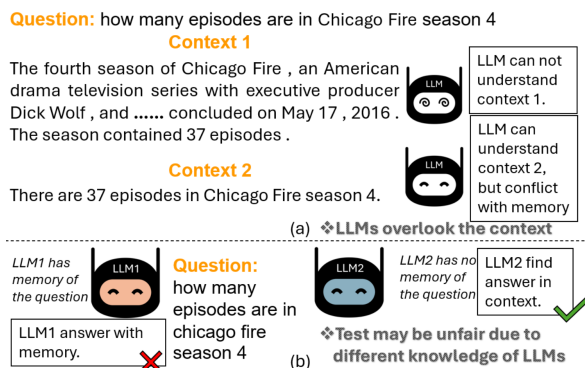 Question: how many episodes are in Chicago Fire season 4
Context 1
The fourth season of Chicago Fire , an American
drama television series with executive producer
Dick Wolf , and …… concluded on May 17 , 2016 .
The season contained 37 episodes .
LLM
LLM can not
understand
context 1.
Context 2
There are 37 episodes in Chicago Fire season 4.
LLM
LLM can
understand
context 2,
but conflict
with memory
(a) ❖LLMs overlook the context
LLM1 has
memory of
the question
LLM1
LLM1 answer with
memory.
Question:
how many
episodes are in
chicago fire
season 4
LLM2
LLM2 has no
memory of
the question
LLM2 find
answer in
context.
(b)
❖Test may be unfair due to
different knowledge of LLMs